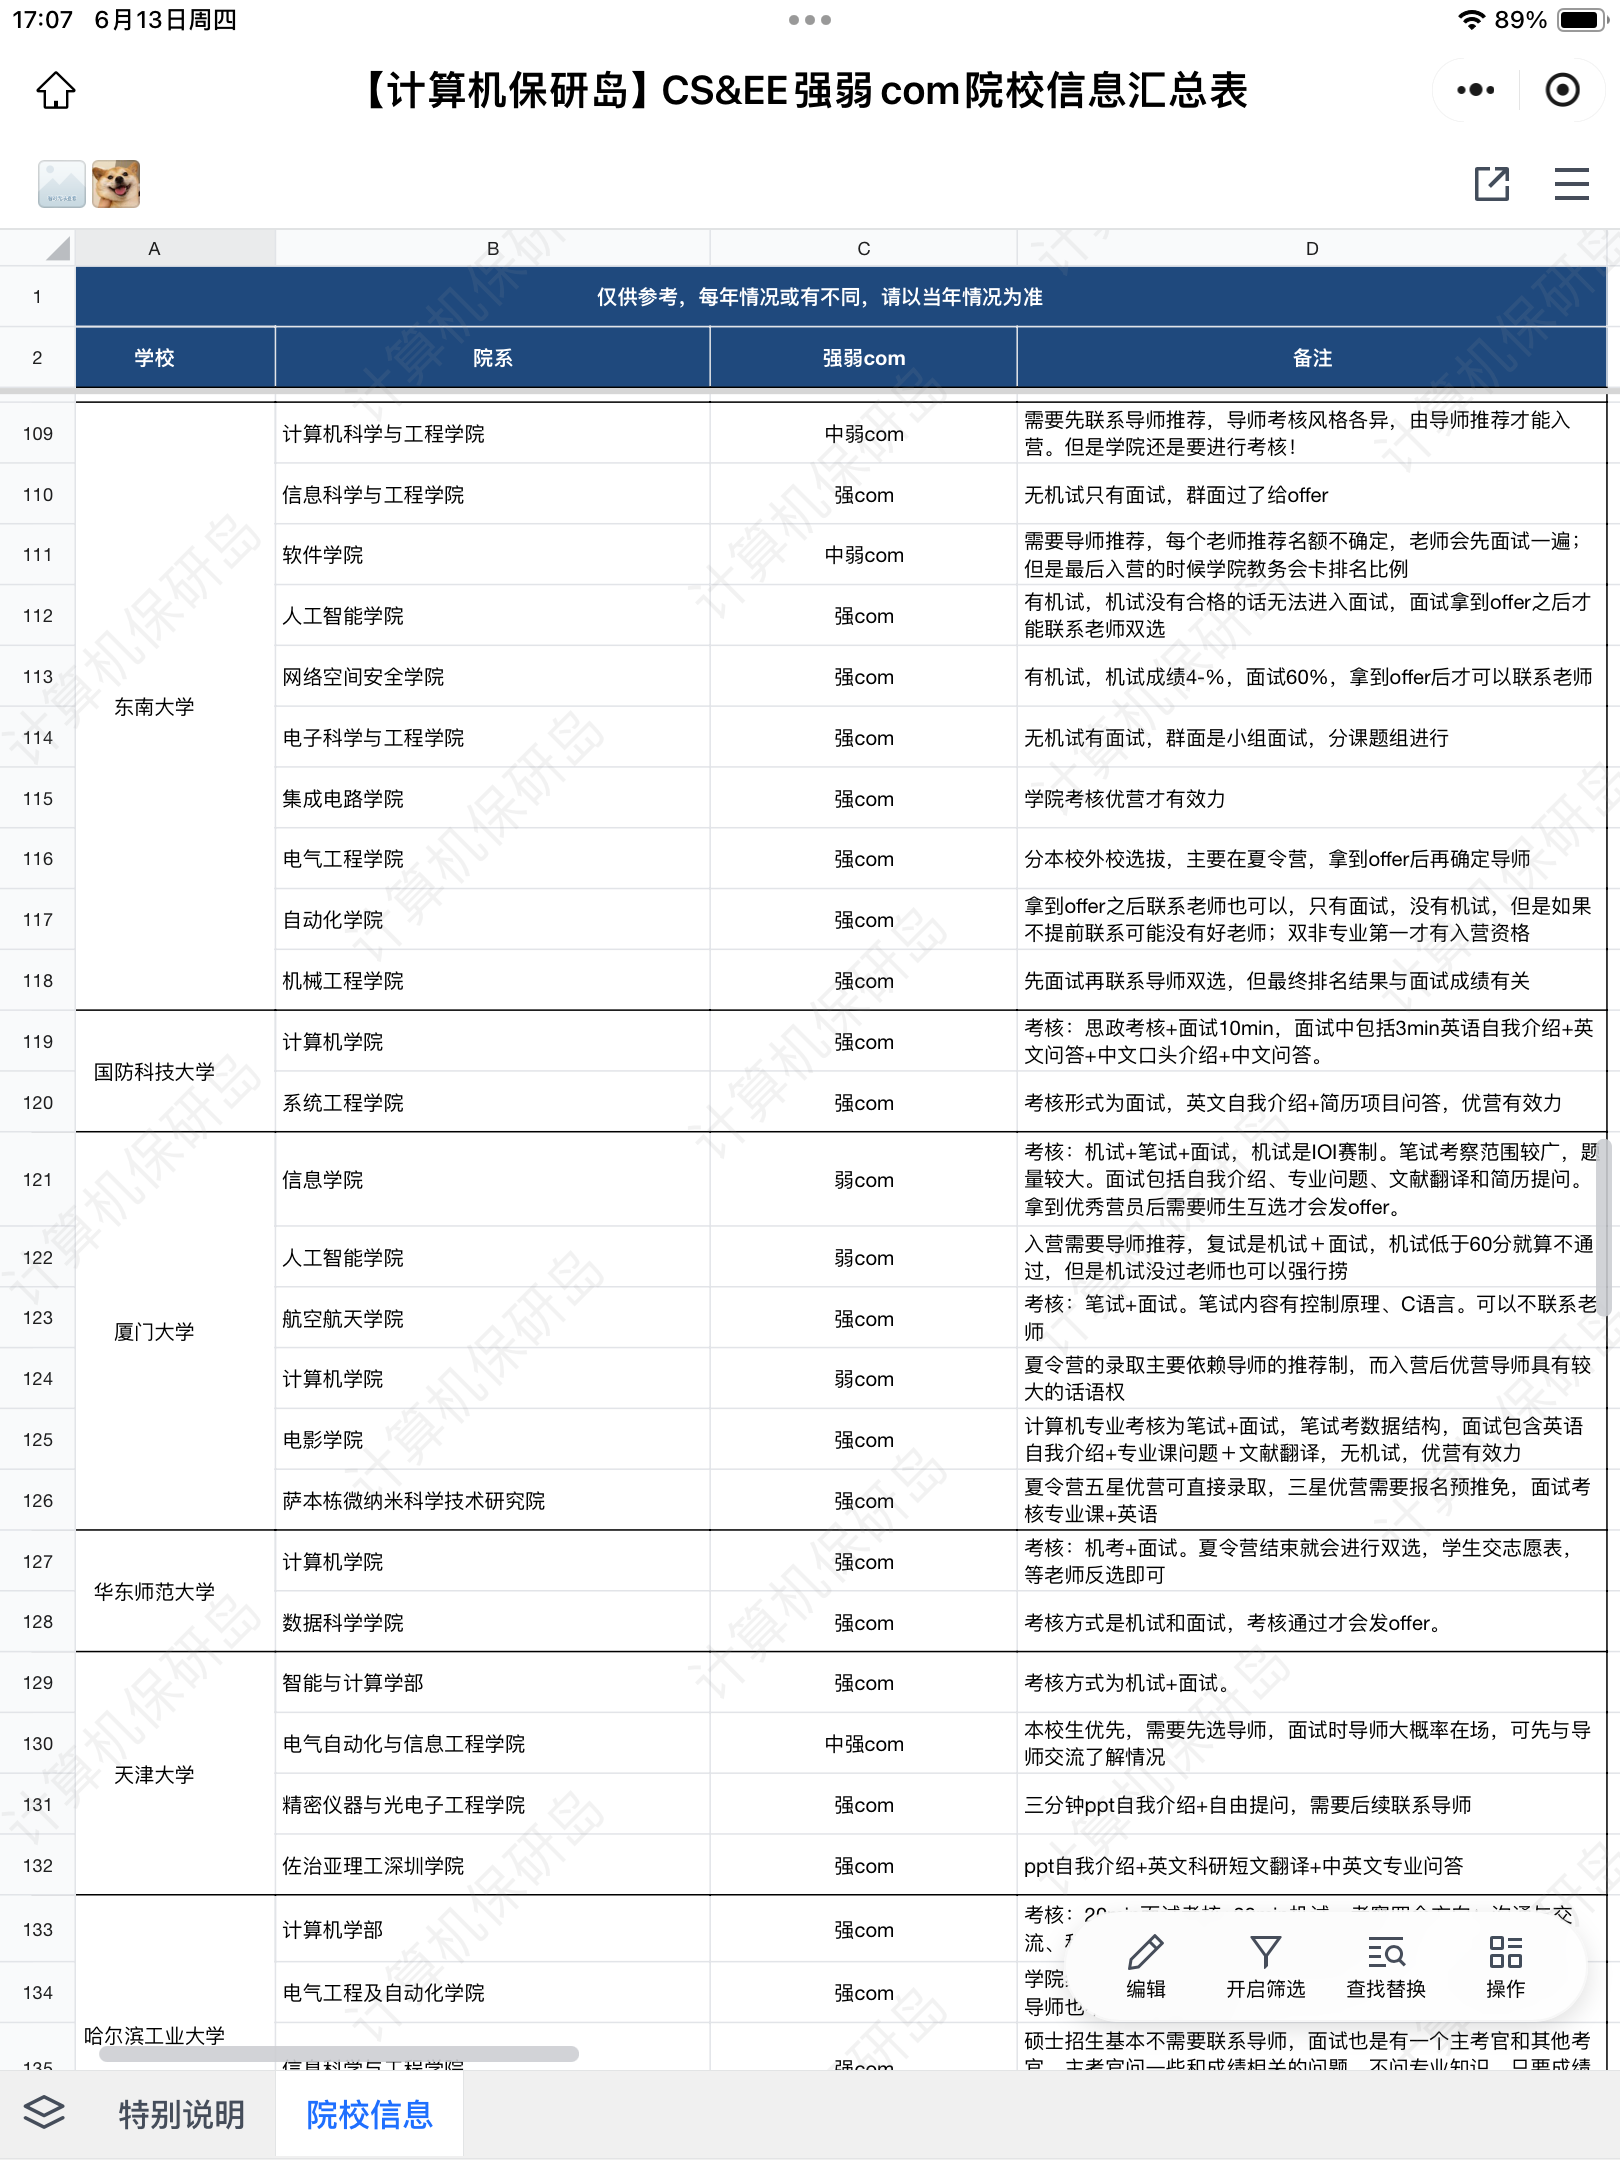 17:07 6月13日周四
89%
【计算机保研岛】CS&EE强弱com院校信息汇总表
A B C D
1 仅供参考，每年情况或有不同，请以当年情况为准
2 学校 院系 强弱com 备注
东南大学
109 计算机科学与工程学院 中弱com 需要先联系导师推荐，导师考核风格各异，由导师推荐才能入
营。但是学院还是要进行考核！
110 信息科学与工程学院 强com 无机试只有面试，群面过了给offer
111 软件学院 中弱com 需要导师推荐，每个老师推荐名额不确定，老师会先面试一遍；
但是最后入营的时候学院教务会卡排名比例
112 人工智能学院 强com 有机试，机试没有合格的话无法进入面试，面试拿到offer之后才
能联系老师双选
113 网络空间安全学院 强com 有机试，机试成绩4-%，面试60%，拿到offer后才可以联系老师
114 电子科学与工程学院 强com 无机试有面试，群面是小组面试，分课题组进行
115 集成电路学院 强com 学院考核优营才有效力
116 电气工程学院 强com 分本校外校选拔，主要在夏令营，拿到offer后再确定导师
117 自动化学院 强com 拿到offer之后联系老师也可以，只有面试，没有机试，但是如果
不提前联系可能没有好老师；双非专业第一才有入营资格
118 机械工程学院 强com 先面试再联系导师双选，但最终排名结果与面试成绩有关
国防科技大学
119 计算机学院 强com 考核：思政考核+面试10min，面试中包括3min英语自我介绍+英
文问答+中文口头介绍+中文问答。
120 系统工程学院 强com 考核形式为面试，英文自我介绍+简历项目问答，优营有效力
厦门大学
121 信息学院 弱com 考核：机试+笔试+面试，机试是IOI赛制。笔试考察范围较广，题
量较大。面试包括自我介绍、专业问题、文献翻译和简历提问。
拿到优秀营员后需要师生互选才会发offer。
122 人工智能学院 弱com 入营需要导师推荐，复试是机试＋面试，机试低于60分就算不通
过，但是机试没过老师也可以强行捞
123 航空航天学院 强com 考核：笔试+面试。笔试内容有控制原理、C语言。可以不联系老
师
124 计算机学院 弱com 夏令营的录取主要依赖导师的推荐制，而入营后优营导师具有较
大的话语权
125 电影学院 强com 计算机专业考核为笔试+面试，笔试考数据结构，面试包含英语
自我介绍+专业课问题＋文献翻译，无机试，优营有效力
126 萨本栋微纳米科学技术研究院 强com 夏令营五星优营可直接录取，三星优营需要报名预推免，面试考
核专业课+英语
华东师范大学
127 计算机学院 强com 考核：机考+面试。夏令营结束就会进行双选，学生交志愿表，
等老师反选即可
128 数据科学学院 强com 考核方式是机试和面试，考核通过才会发offer。
天津大学
129 智能与计算学部 强com 考核方式为机试+面试。
130 电气自动化与信息工程学院 中强com 本校生优先，需要先选导师，面试时导师大概率在场，可先与导
师交流了解情况
131 精密仪器与光电子工程学院 强com 三分钟ppt自我介绍+自由提问，需要后续联系导师
132 佐治亚理工深圳学院 强com ppt自我介绍+英文科研短文翻译+中英文专业问答
哈尔滨工业大学
133 计算机学部 强com 考核：
流、
134 电气工程及自动化学院 强com 学院
导师也
135 信息科学与工程学院 强com 硕士招生基本不需要联系导师，面试也是有一个主考官和其他考
官，主考官问一些和成绩相关的问题，不问专业知识，只要成绩
编辑 开启筛选 查找替换 操作
特别说明 院校信息
计算机保研岛